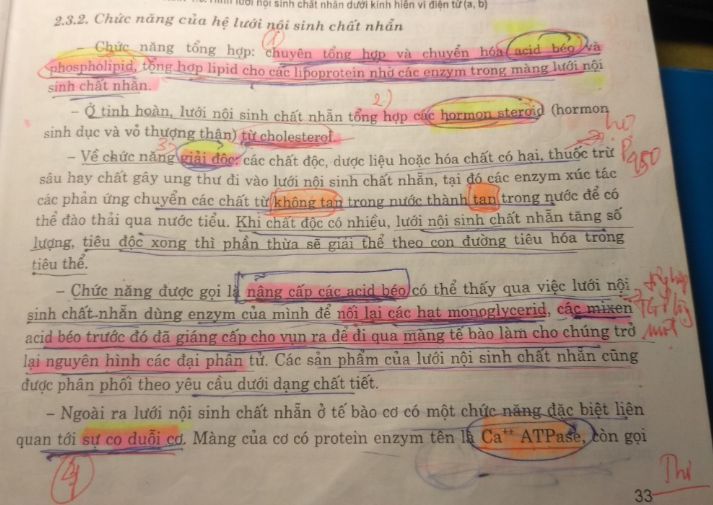 lưới nội sinh chất nhẵn dưới kính hiển vi điện tử (a, b)
2.3.2. Chức năng của hệ lưới nội sinh chất nhẵn
1)
– Chức năng tổng hợp: chuyên tổng hợp và chuyển hóa acid béo và
phospholipid, tổng hợp lipid cho các lipoprotein nhờ các enzym trong màng lưới nội
sinh chất nhẵn.
2)
– Ở tinh hoàn, lưới nội sinh chất nhẵn tổng hợp các hormon steroid (hormon
sinh dục và vỏ thượng thận) từ cholesterol.
3)
– Về chức năng giải độc: các chất độc, dược liệu hoặc hóa chất có hại, thuốc trừ
P450
sâu hay chất gây ung thư đi vào lưới nội sinh chất nhẵn, tại đó các enzym xúc tác
các phản ứng chuyển các chất từ không tan trong nước thành tan trong nước để có
thể đào thải qua nước tiểu. Khi chất độc có nhiều, lưới nội sinh chất nhẵn tăng số
lượng, tiêu độc xong thì phần thừa sẽ giải thể theo con đường tiêu hóa trong
tiêu thể.
– Chức năng được gọi là nâng cấp các acid béo có thể thấy qua việc lưới nội
sinh chất nhẵn dùng enzym của mình để nối lại các hạt monoglycerid, các mixen
acid béo trước đó đã giáng cấp cho vụn ra để đi qua màng tế bào làm cho chúng trở
lại nguyên hình các đại phân tử. Các sản phẩm của lưới nội sinh chất nhẵn cũng
được phân phối theo yêu cầu dưới dạng chất tiết.
– Ngoài ra lưới nội sinh chất nhẵn ở tế bào cơ có một chức năng đặc biệt liên
quan tới sự co duỗi cơ. Màng của cơ có protein enzym tên là Ca⁺⁺ ATPase, còn gọi
4
33